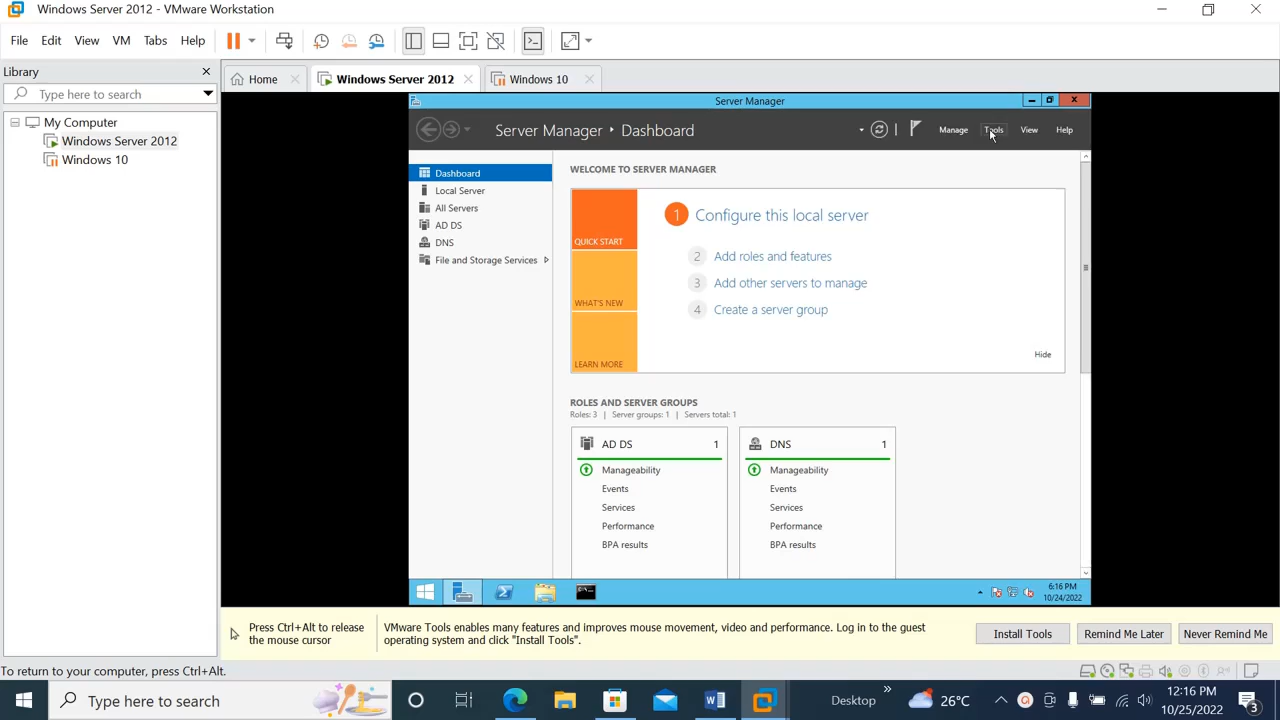 Windows Server 2012 - VMware Workstation
File Edit View VM Tabs Help
Library
Type here to search
My Computer
Windows Server 2012
Windows 10
Home
Windows Server 2012
Windows 10
Server Manager
Server Manager • Dashboard
Manage Tools View Help
Dashboard
Local Server
All Servers
AD DS
DNS
File and Storage Services
WELCOME TO SERVER MANAGER
QUICK START
WHAT'S NEW
LEARN MORE
1 Configure this local server
2 Add roles and features
3 Add other servers to manage
4 Create a server group
Hide
ROLES AND SERVER GROUPS
Roles: 3 | Server groups: 1 | Servers total: 1
AD DS 1
Manageability
Events
Services
Performance
BPA results
DNS 1
Manageability
Events
Services
Performance
BPA results
6:16 PM
10/24/2022
Press Ctrl+Alt to release
the mouse cursor
VMware Tools enables many features and improves mouse movement, video and performance. Log in to the guest
operating system and click "Install Tools".
Install Tools
Remind Me Later
Never Remind Me
To return to your computer, press Ctrl+Alt.
Type here to search
Desktop
26°C
12:16 PM
10/25/2022
3